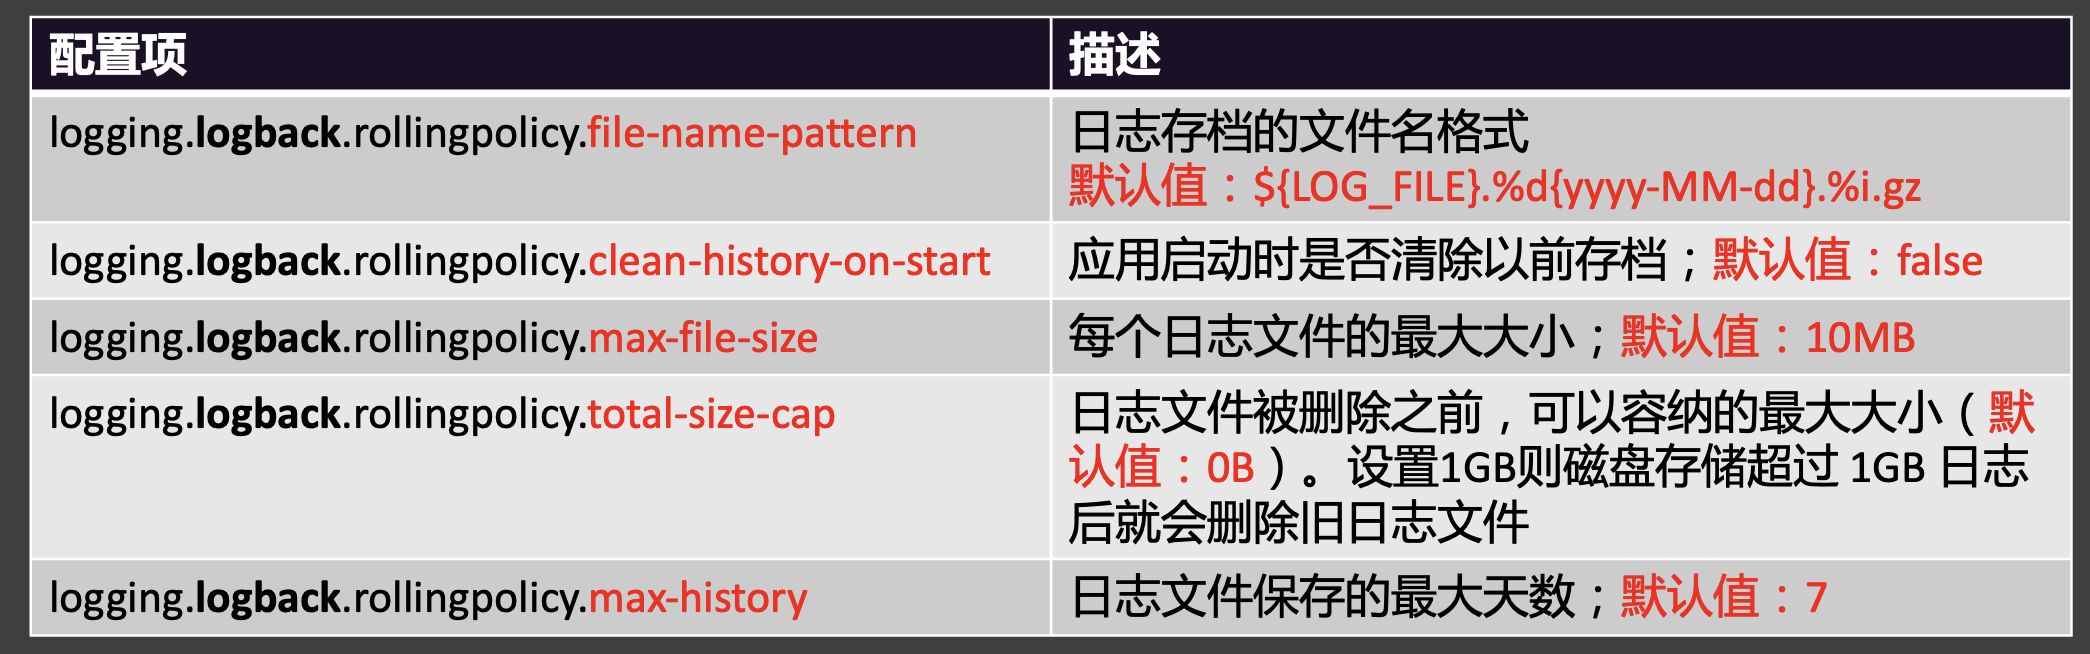 配置项
描述
logging.logback.rollingpolicy.file-name-pattern
日志存档的文件名格式
默认值：${LOG_FILE}.%d{yyyy-MM-dd}.%i.gz
logging.logback.rollingpolicy.clean-history-on-start
应用启动时是否清除以前存档；默认值：false
logging.logback.rollingpolicy.max-file-size
每个日志文件的最大大小；默认值：10MB
logging.logback.rollingpolicy.total-size-cap
日志文件被删除之前，可以容纳的最大大小（默
认值：0B）。设置1GB则磁盘存储超过 1GB 日志
后就会删除旧日志文件
logging.logback.rollingpolicy.max-history
日志文件保存的最大天数；默认值：7